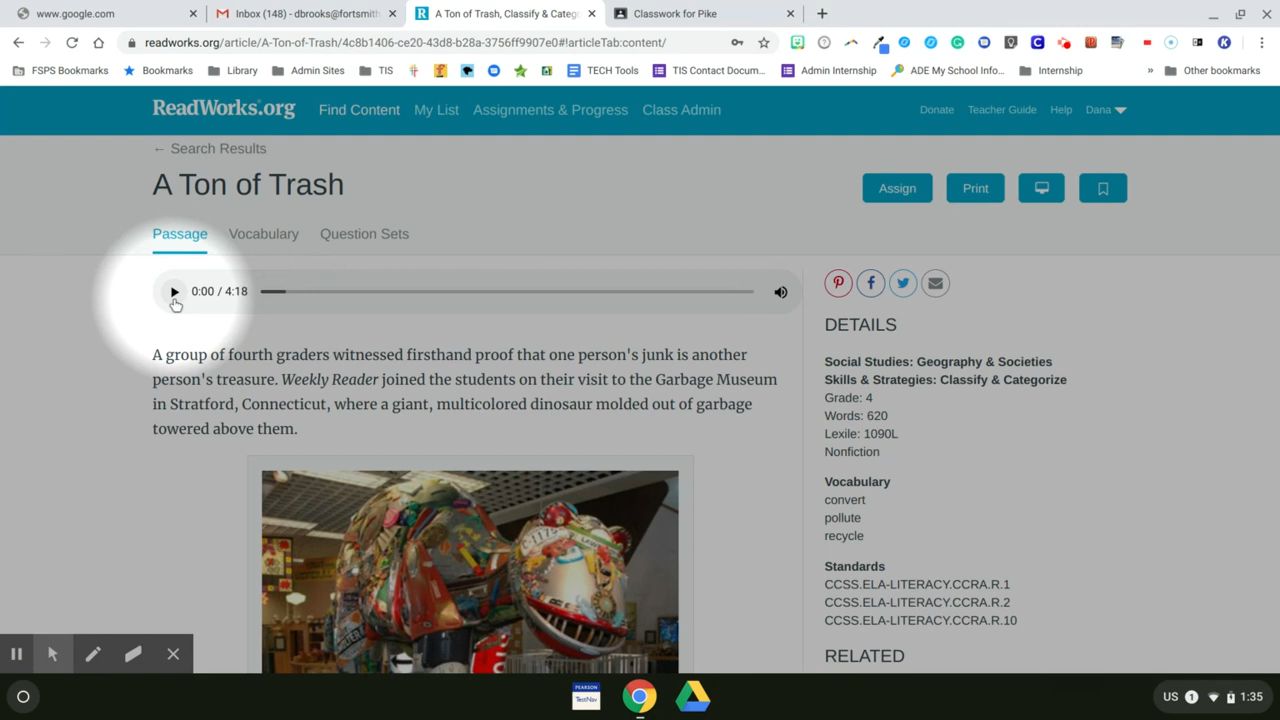 www.google.com
Inbox (148) - dbrooks@fortsmith
A Ton of Trash, Classify & Catego
Classwork for Pike
readworks.org/article/A-Ton-of-Trash/4c8b1406-ce20-43d8-b28a-3756ff9907e0#!articleTab:content/
FSPS Bookmarks
Bookmarks
Library
Admin Sites
TIS
TECH Tools
TIS Contact Docum...
Admin Internship
ADE My School Info...
Internship
»
Other bookmarks
ReadWorks.org
Find Content
My List
Assignments & Progress
Class Admin
Donate
Teacher Guide
Help
Dana
← Search Results
A Ton of Trash
Assign
Print
Passage
Vocabulary
Question Sets
0:00 / 4:18
A group of fourth graders witnessed firsthand proof that one person's junk is another
person's treasure. Weekly Reader joined the students on their visit to the Garbage Museum
in Stratford, Connecticut, where a giant, multicolored dinosaur molded out of garbage
towered above them.
DETAILS
Social Studies: Geography & Societies
Skills & Strategies: Classify & Categorize
Grade: 4
Words: 620
Lexile: 1090L
Nonfiction
Vocabulary
convert
pollute
recycle
Standards
CCSS.ELA-LITERACY.CCRA.R.1
CCSS.ELA-LITERACY.CCRA.R.2
CCSS.ELA-LITERACY.CCRA.R.10
RELATED
PEARSON
TestNav
US
1
1:35